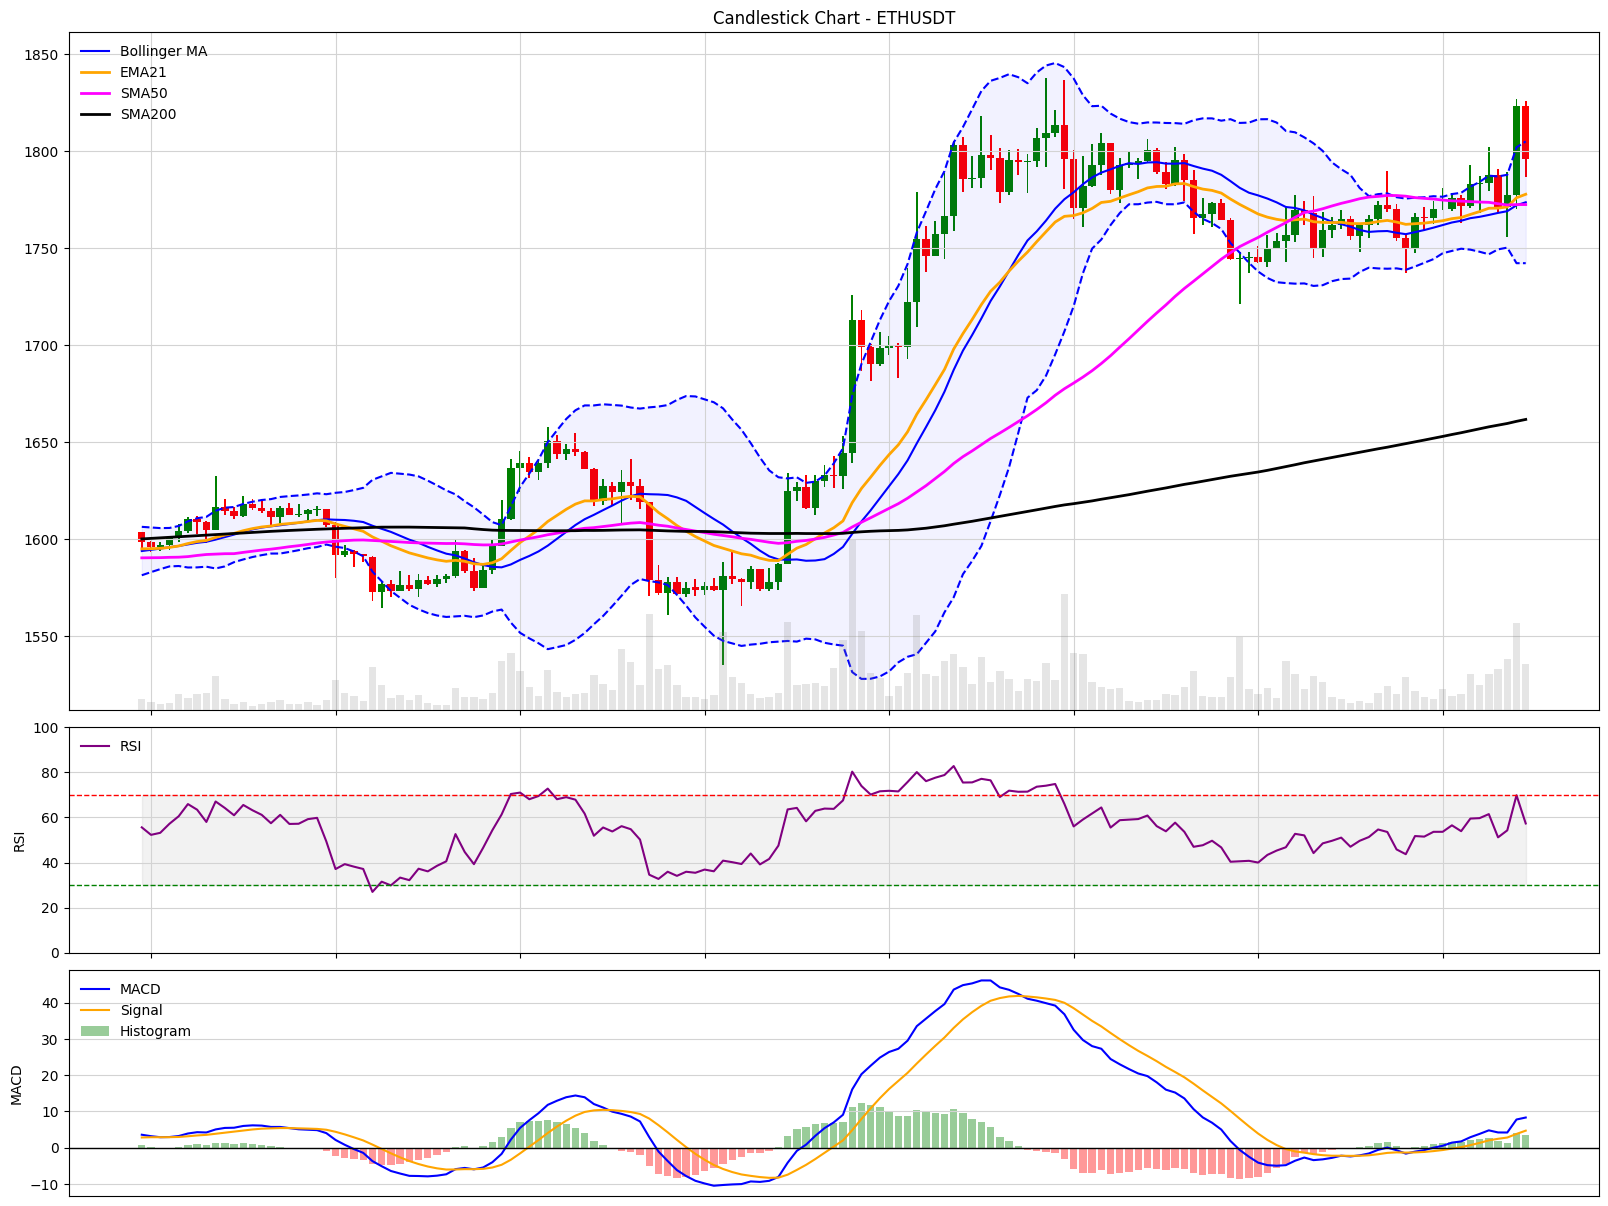 Candlestick Chart - ETHUSDT
Bollinger MA
EMA21
SMA50
SMA200
1850
1800
1750
1700
1650
1600
1550
RSI
100
80
60
40
20
0
RSI
MACD
Signal
Histogram
40
30
20
10
0
−10
MACD